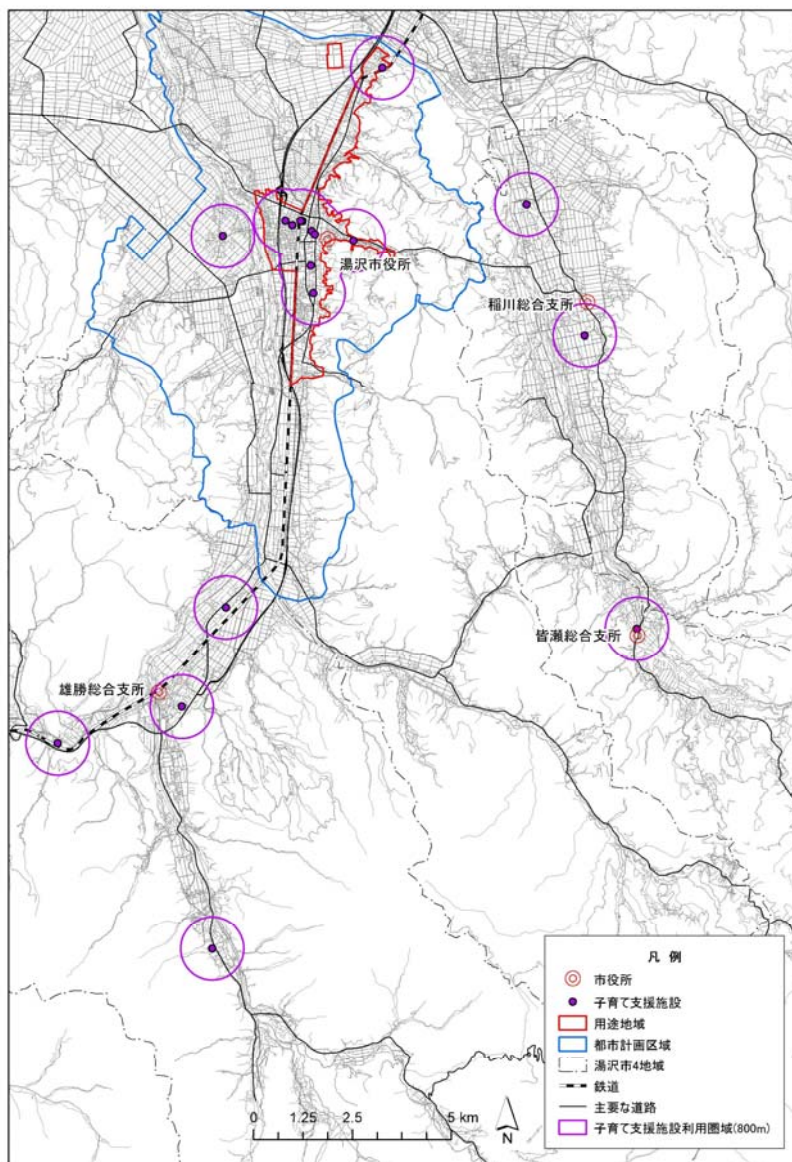 湯沢市役所
稲川総合支所
皆瀬総合支所
雄勝総合支所
凡 例
市役所
子育て支援施設
用途地域
都市計画区域
湯沢市4地域
鉄道
主要な道路
子育て支援施設利用圏域(800m)
0 1.25 2.5 5 km
N